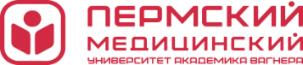 ПЕРМСКИЙ
МЕДИЦИНСКИЙ
УНИВЕРСИТЕТ АКАДЕМИКА ВАГНЕРА